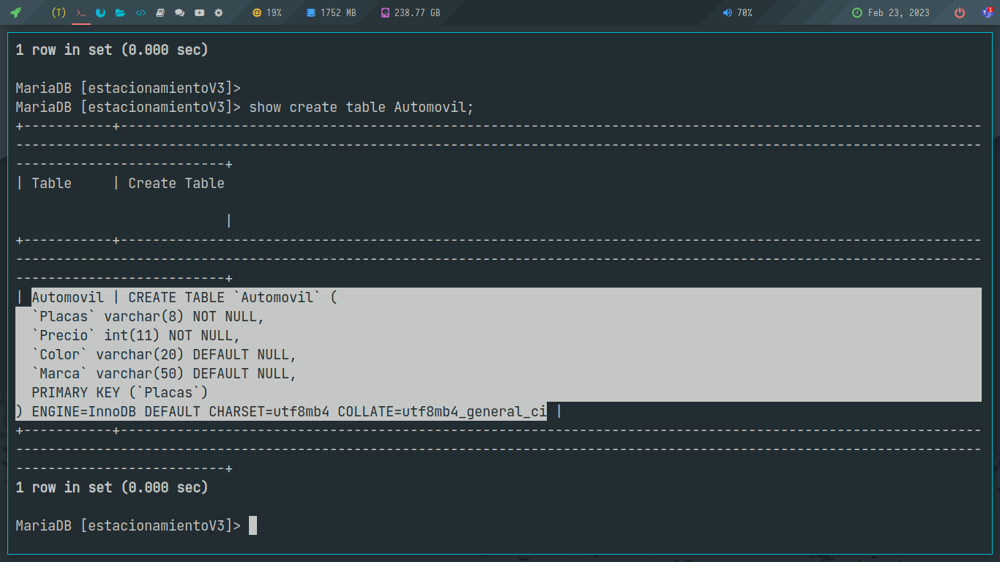 (T) >_ </> 19% 1752 MB 238.77 GB 70% Feb 23, 2023 T 1
1 row in set (0.000 sec)
MariaDB [estacionamientoV3]>
MariaDB [estacionamientoV3]> show create table Automovil;
+-----------+-----------------------------------------------------------------------------------------------------------
------------------------------------------------------------------------------------------------------------------------
--------------------------+
| Table     | Create Table
                          |
+-----------+-----------------------------------------------------------------------------------------------------------
------------------------------------------------------------------------------------------------------------------------
--------------------------+
| Automovil | CREATE TABLE `Automovil` (
  `Placas` varchar(8) NOT NULL,
  `Precio` int(11) NOT NULL,
  `Color` varchar(20) DEFAULT NULL,
  `Marca` varchar(50) DEFAULT NULL,
  PRIMARY KEY (`Placas`)
) ENGINE=InnoDB DEFAULT CHARSET=utf8mb4 COLLATE=utf8mb4_general_ci |
+-----------+-----------------------------------------------------------------------------------------------------------
------------------------------------------------------------------------------------------------------------------------
--------------------------+
1 row in set (0.000 sec)
MariaDB [estacionamientoV3]>